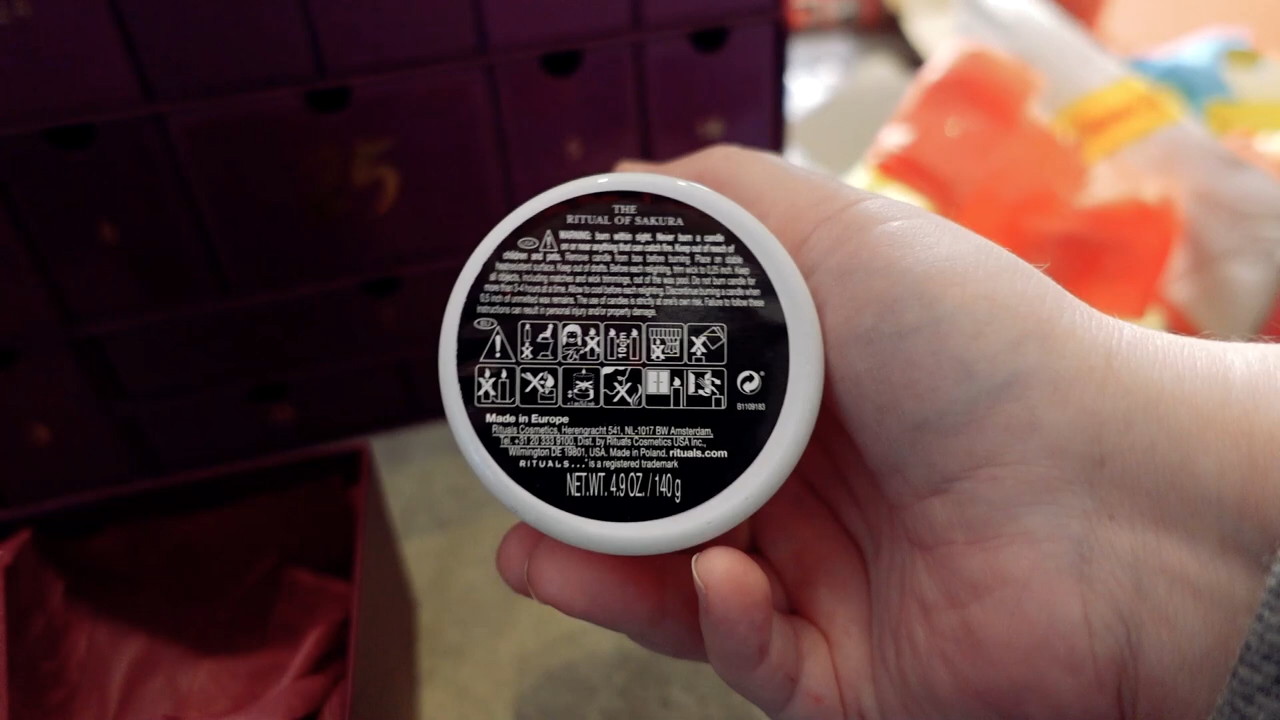 25
THE
RITUAL OF SAKURA
WARNING: burn within sight. Never burn a candle
on or near anything that can catch fire. Keep out of reach of
children and pets. Remove candle from box before burning. Place on stable
heatresistent surface. Keep out of drafts. Before each relighting, trim wick to 0,25 inch. Keep
all objects, including matches and wick trimmings, out of the wax pool. Do not burn candle for
more than 3-4 hours at a time. Allow to cool before each relighting. Discontinue burning a candle when
0,5 inch of unmelted wax remains. The use of candles is strictly at one's own risk. Failure to follow these
instructions can result in personal injury and/or property damage.
EU
10cm
B1109183
Made in Europe
Rituals Cosmetics, Herengracht 541, NL-1017 BW Amsterdam,
Tel. +31 20 333 9100. Dist. by Rituals Cosmetics USA Inc.,
Wilmington DE 19801, USA. Made in Poland. rituals.com
RITUALS...® is a registered trademark
NET.WT. 4.9 OZ. / 140 g